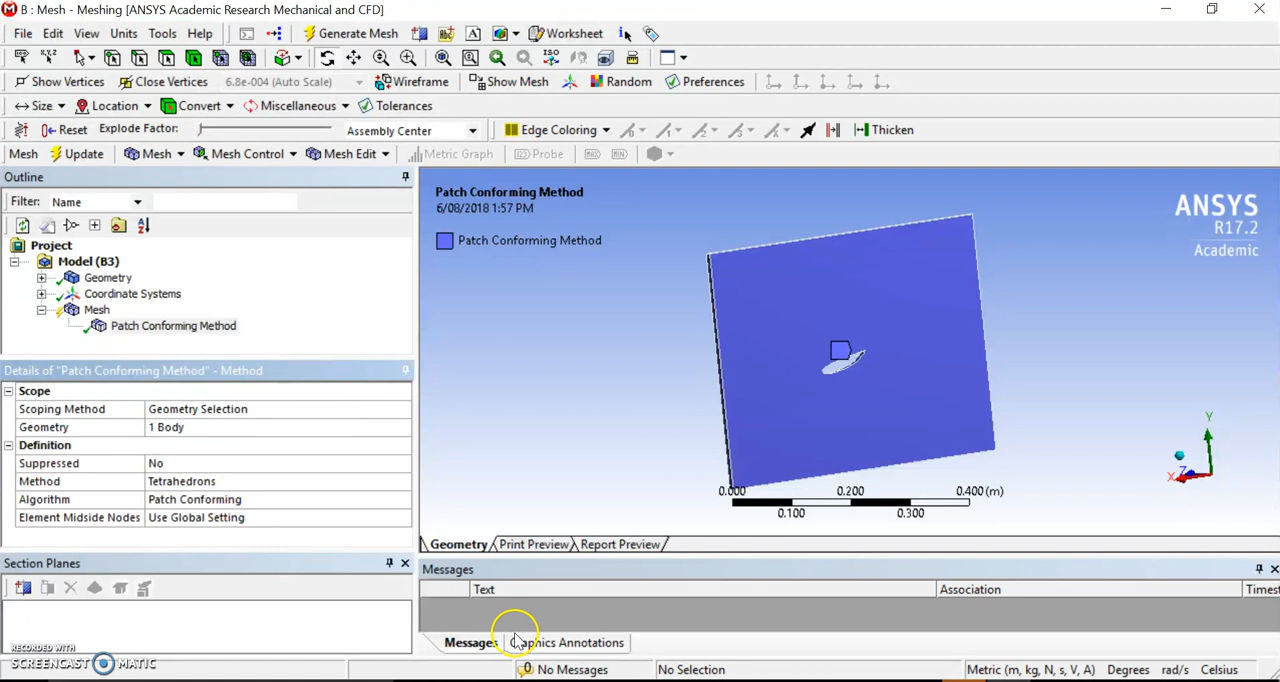 B : Mesh - Meshing [ANSYS Academic Research Mechanical and CFD]
File Edit View Units Tools Help Generate Mesh A Worksheet i
ISO
Show Vertices Close Vertices 6.8e-004 (Auto Scale) Wireframe Show Mesh Random Preferences
Size Location Convert Miscellaneous Tolerances
Reset Explode Factor: Assembly Center Edge Coloring Thicken
Mesh Update Mesh Mesh Control Mesh Edit Metric Graph Probe MAX MIN
Outline
Filter: Name
Project
Model (B3)
Geometry
Coordinate Systems
Mesh
Patch Conforming Method
Details of "Patch Conforming Method" - Method
Scope
Scoping Method Geometry Selection
Geometry 1 Body
Definition
Suppressed No
Method Tetrahedrons
Algorithm Patch Conforming
Element Midside Nodes Use Global Setting
Section Planes
RECORDED WITH
SCREENCAST MATIC
Patch Conforming Method
6/08/2018 1:57 PM
Patch Conforming Method
ANSYS
R17.2
Academic
Y
X Z
0.000 0.200 0.400 (m)
0.100 0.300
Geometry Print Preview Report Preview
Messages
Text Association Timest
Messages Graphics Annotations
0 No Messages No Selection Metric (m, kg, N, s, V, A) Degrees rad/s Celsius